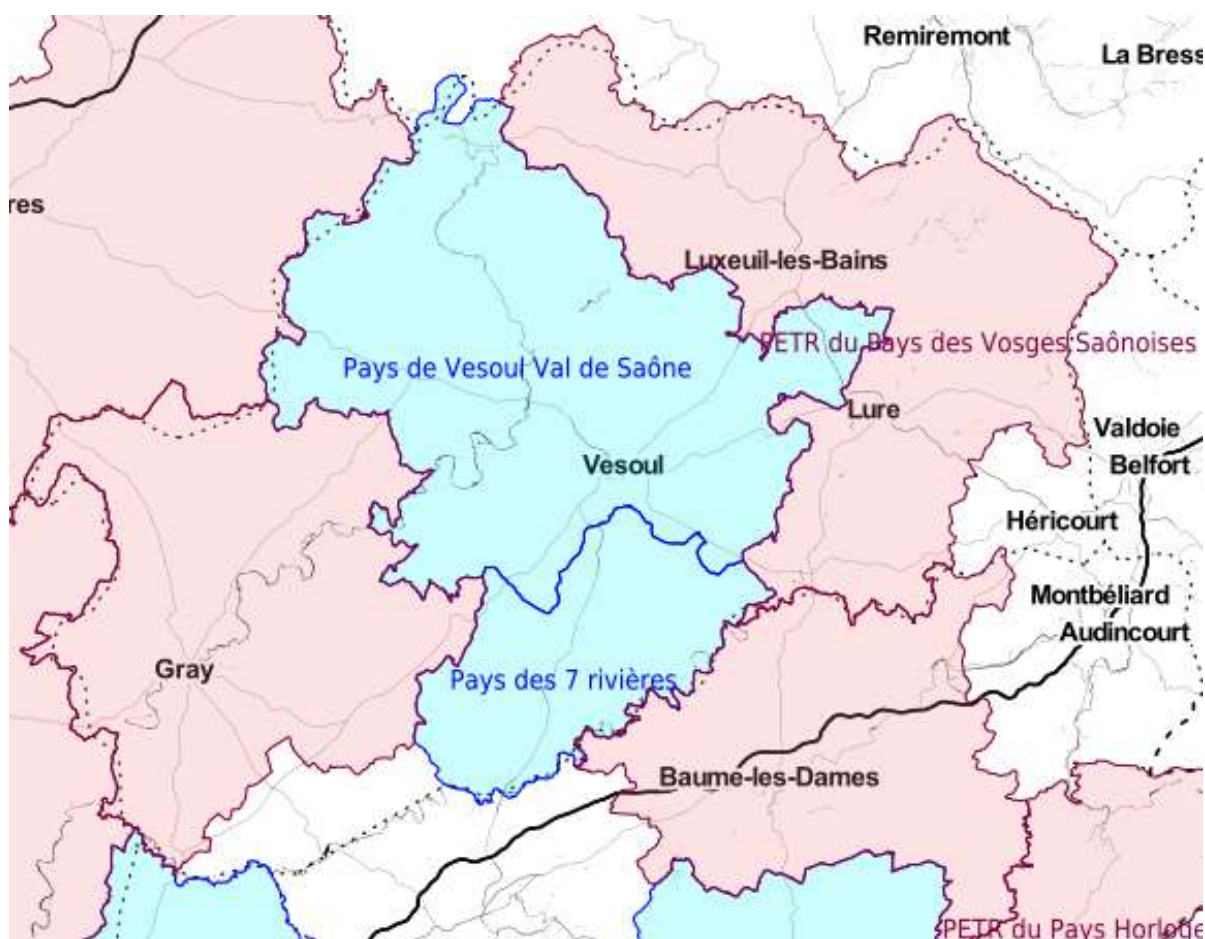 Remiremont
La Bress
res
Luxeuil-les-Bains
PETR du Pays des Vosges Saônoises
Pays de Vesoul Val de Saône
Lure
Valdoie
Vesoul
Belfort
Héricourt
Montbéliard
Audincourt
Gray
Pays des 7 rivières
Baume-les-Dames
PETR du Pays Horloge